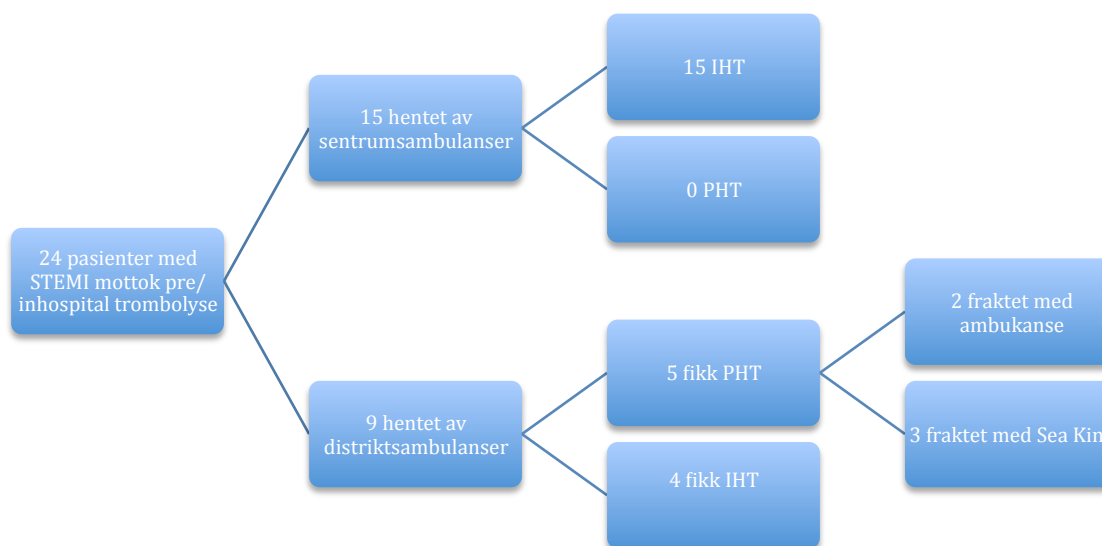 24 pasienter med
STEMI mottok pre/
inhospital trombolyse
15 hentet av
sentrumsambulanser
15 IHT
0 PHT
9 hentet av
distriktsambulanser
5 fikk PHT
2 fraktet med
ambukanse
3 fraktet med Sea Kin
4 fikk IHT